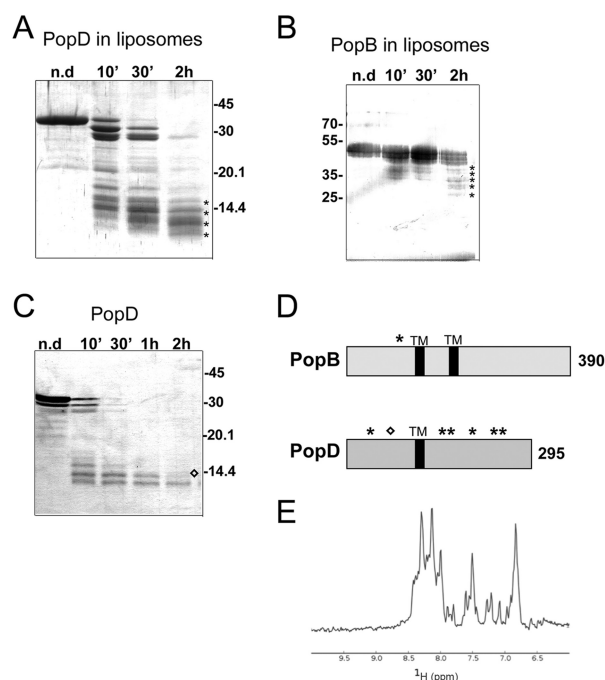 A
PopD in liposomes
n.d 10’ 30’ 2h
-45
-30
-20.1
-14.4
*
*
*
*
B
PopB in liposomes
n.d 10’ 30’ 2h
70-
55-
35-
25-
*
*
*
*
*
C
PopD
n.d 10’ 30’ 1h 2h
-45
-30
-20.1
-14.4
◇
D
* TM TM
PopB 390
* ◇ TM ** * **
PopD 295
E
9.5 9.0 8.5 8.0 7.5 7.0 6.5
¹H (ppm)